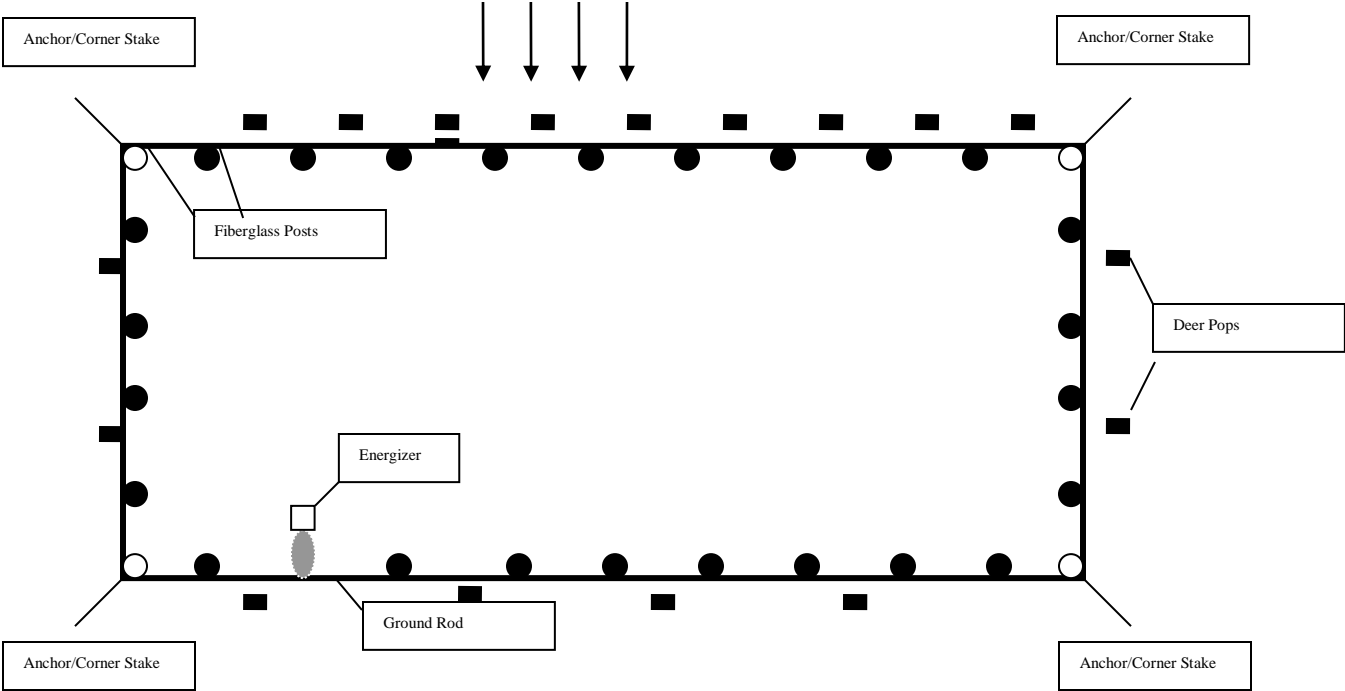 Anchor/Corner Stake
Anchor/Corner Stake
Fiberglass Posts
Deer Pops
Energizer
Ground Rod
Anchor/Corner Stake
Anchor/Corner Stake